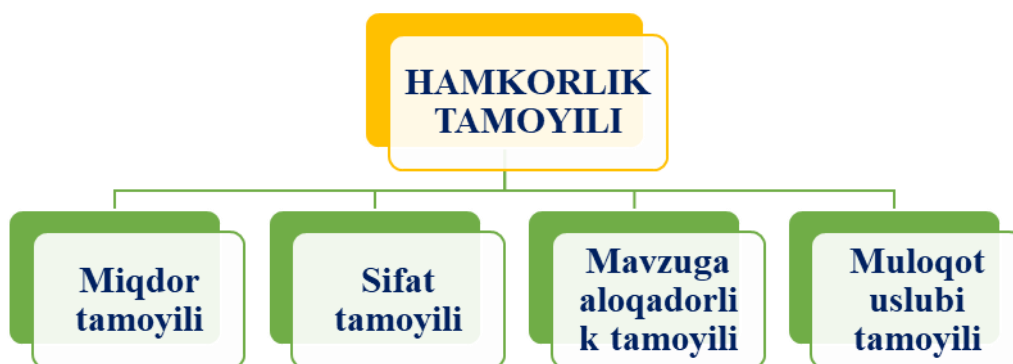 HAMKORLIK
TAMOYILI
Miqdor
tamoyili
Sifat
tamoyili
Mavzuga
aloqadorli
k tamoyili
Muloqot
uslubi
tamoyili